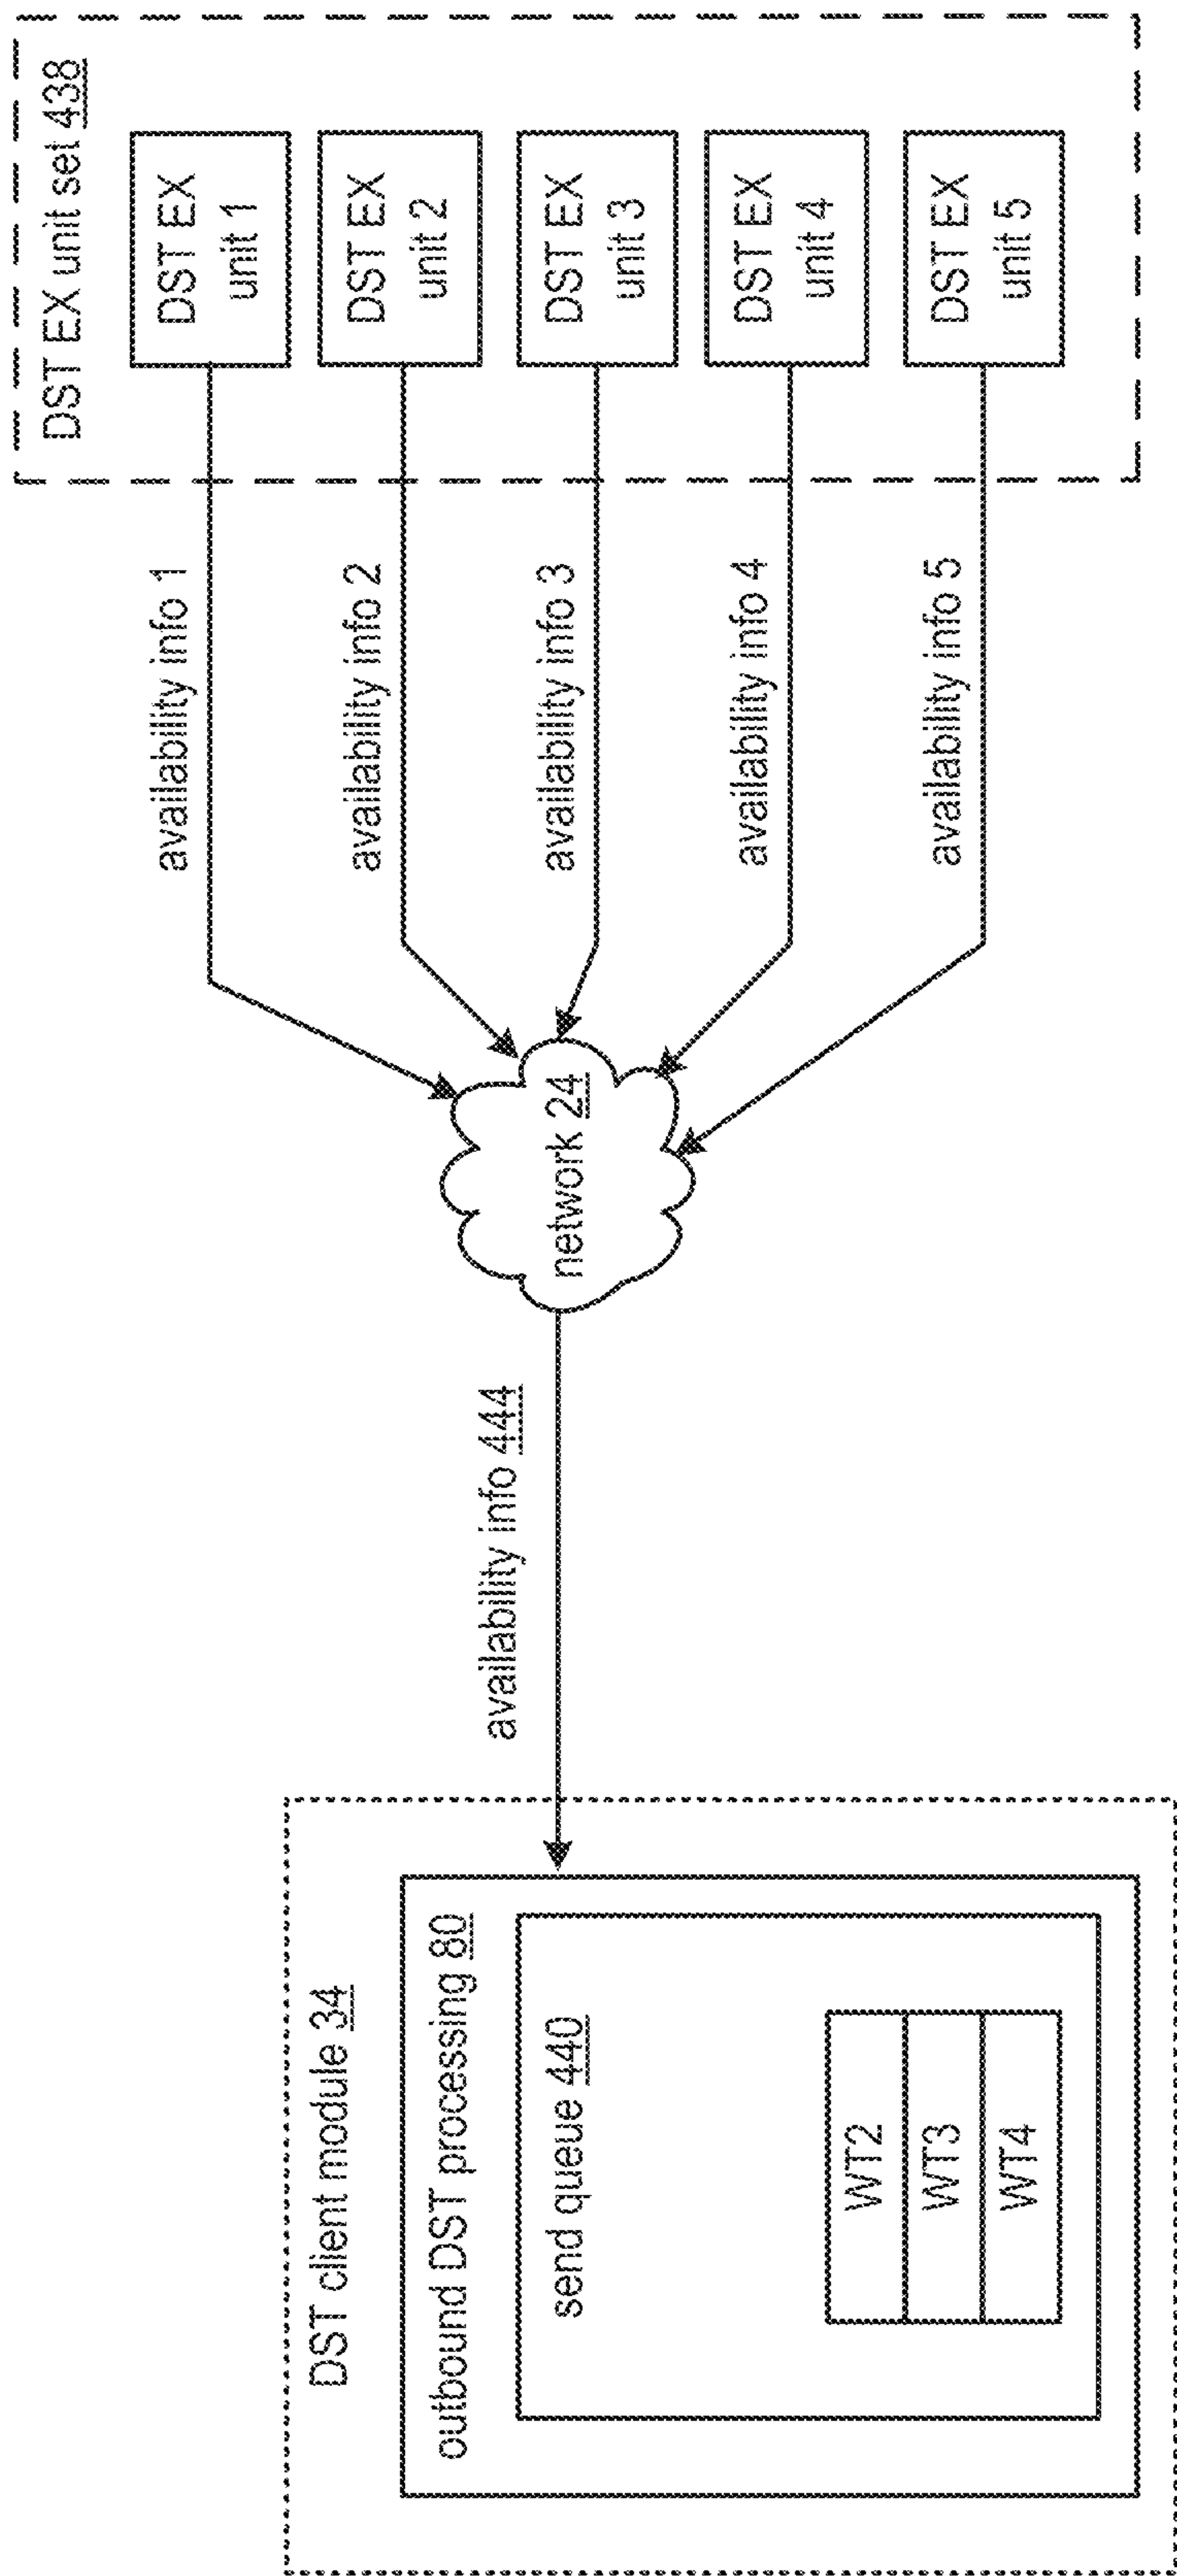 DST client module 34
outbound DST processing 80
send queue 440
WT2
WT3
WT4
availability info 444
network 24
availability info 1
availability info 2
availability info 3
availability info 4
availability info 5
DST EX unit set 438
DST EX
unit 1
DST EX
unit 2
DST EX
unit 3
DST EX
unit 4
DST EX
unit 5